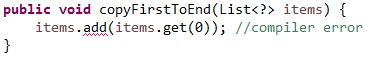 public void copyFirstToEnd(List<?> items) {
    items.add(items.get(0)); //compiler error
}